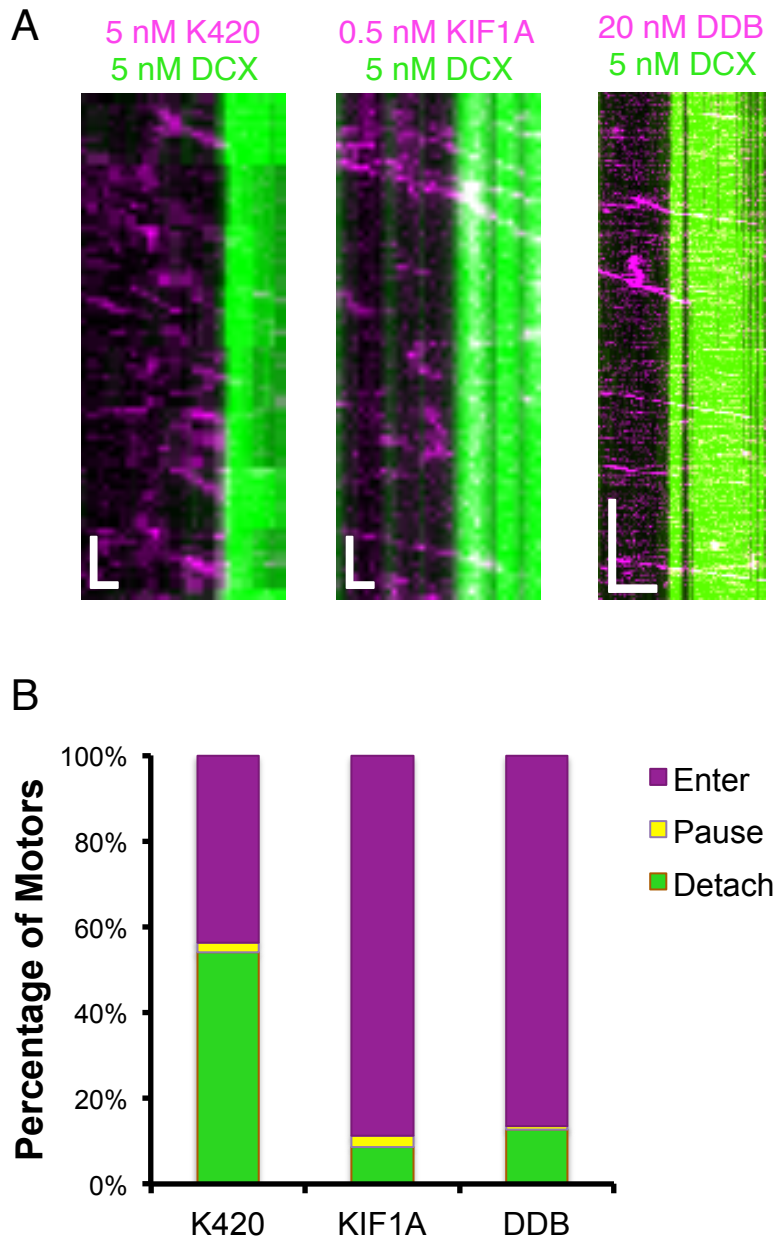 A
5 nM K420
5 nM DCX
0.5 nM KIF1A
5 nM DCX
20 nM DDB
5 nM DCX
B
Percentage of Motors
100%
80%
60%
40%
20%
0%
K420
KIF1A
DDB
Enter
Pause
Detach